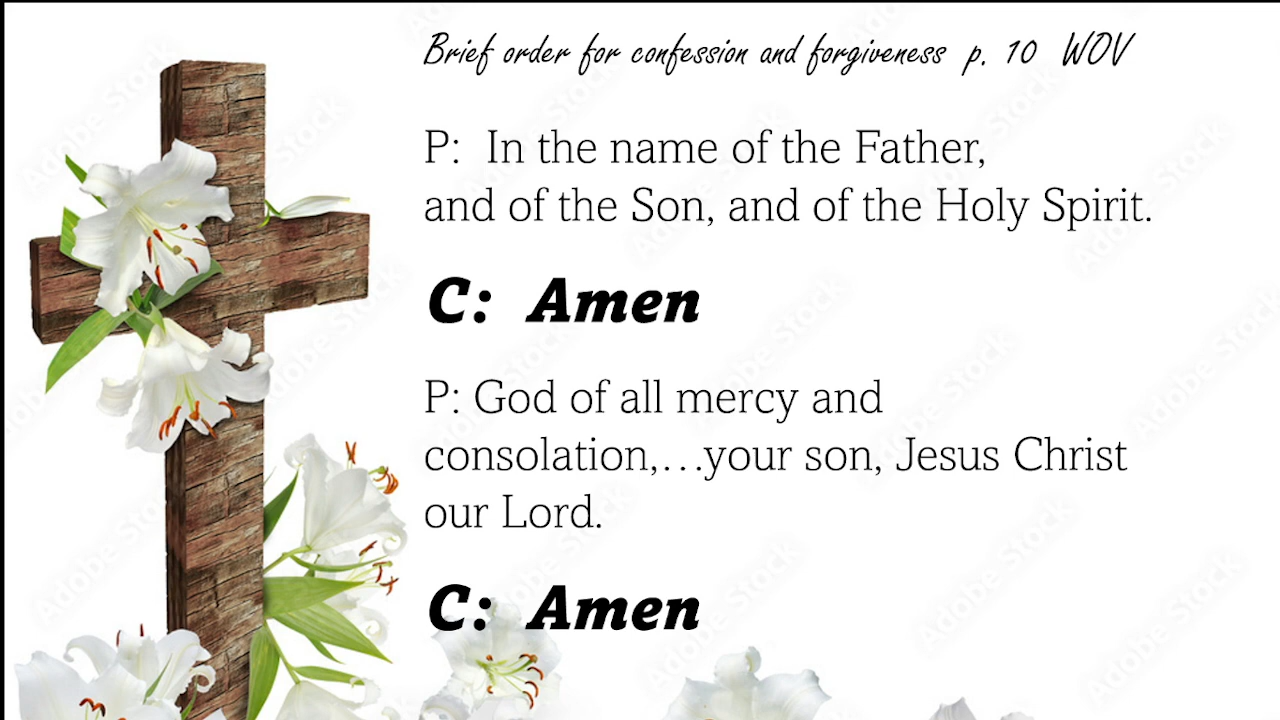 Brief order for confession and forgiveness p. 10 WOV
P: In the name of the Father,
and of the Son, and of the Holy Spirit.
C: Amen
P: God of all mercy and
consolation,…your son, Jesus Christ
our Lord.
C: Amen